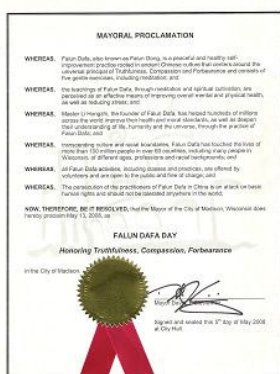 MAYORAL PROCLAMATION
WHEREAS, Falun Dafa, also known as Falun Gong, is a peaceful and healthy self-
improvement practice rooted in ancient Chinese culture that centers around the
universal principal of Truthfulness, Compassion and Forbearance and consists of
five gentle exercises, including meditation; and
WHEREAS, the teachings of Falun Dafa, through meditation and spiritual cultivation, are
perceived as an effective means of improving overall mental and physical health,
as well as reducing stress; and
WHEREAS, Master Li Hongzhi, the founder of Falun Dafa, has helped hundreds of millions
across the world improve their health and moral standards, as well as deepen
their understanding of life, humanity and the universe, through the practice of
Falun Dafa; and
WHEREAS, transcending culture and racial boundaries, Falun Dafa has touched the lives of
more than 100 million people in over 80 countries, including many people in
Wisconsin, of different ages, professions and racial backgrounds; and
WHEREAS, all Falun Dafa activities, including classes and practices, are offered by
volunteers and are open to the public and free of charge; and
WHEREAS, The persecution of the practitioners of Falun Dafa in China is an attack on basic
human rights and should not be tolerated anywhere in the world.
NOW, THEREFORE, BE IT RESOLVED, that the Mayor of the City of Madison, Wisconsin does
hereby proclaim May 13, 2008, as
FALUN DAFA DAY
Honoring Truthfulness, Compassion, Forbearance
In the City of Madison.
Mayor
Signed and sealed this 8th day of May 2008
at City Hall.